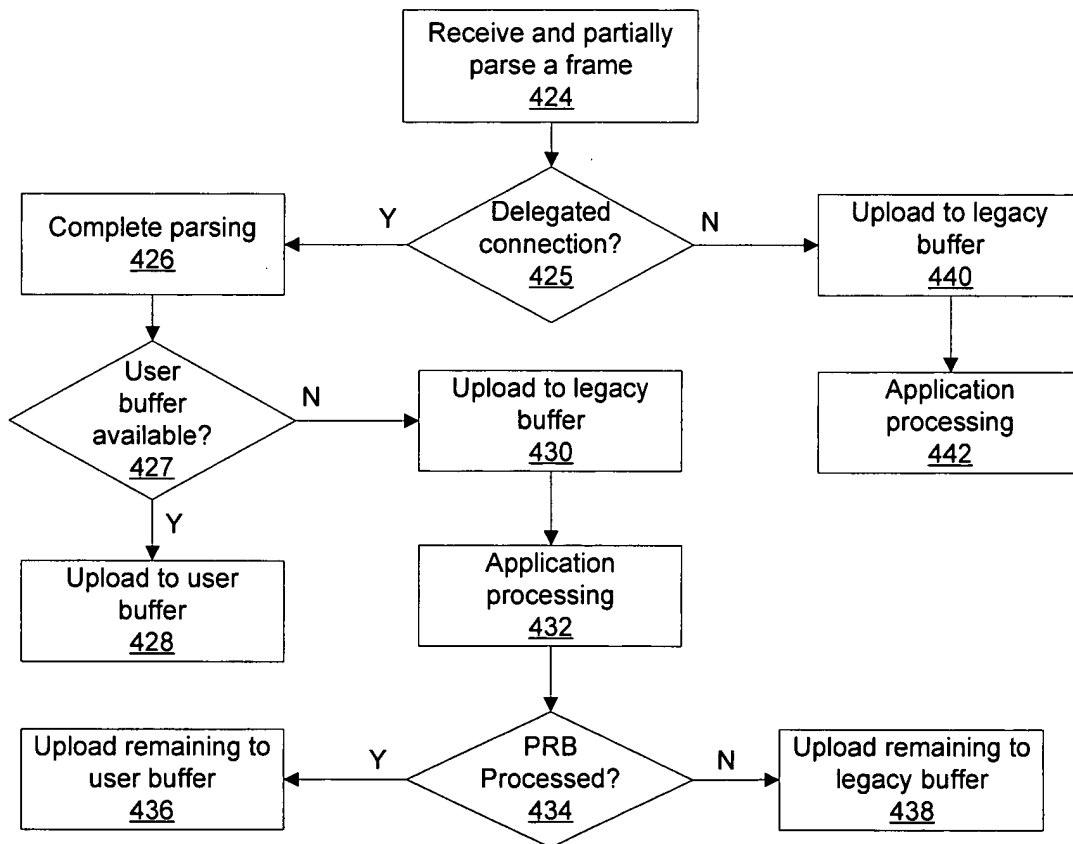 Receive and partially
parse a frame
424
Delegated
connection?
425
Y
N
Complete parsing
426
Upload to legacy
buffer
440
User
buffer
available?
427
N
Y
Upload to legacy
buffer
430
Application
processing
442
Upload to user
buffer
428
Application
processing
432
PRB
Processed?
434
Y
N
Upload remaining to
user buffer
436
Upload remaining to
legacy buffer
438